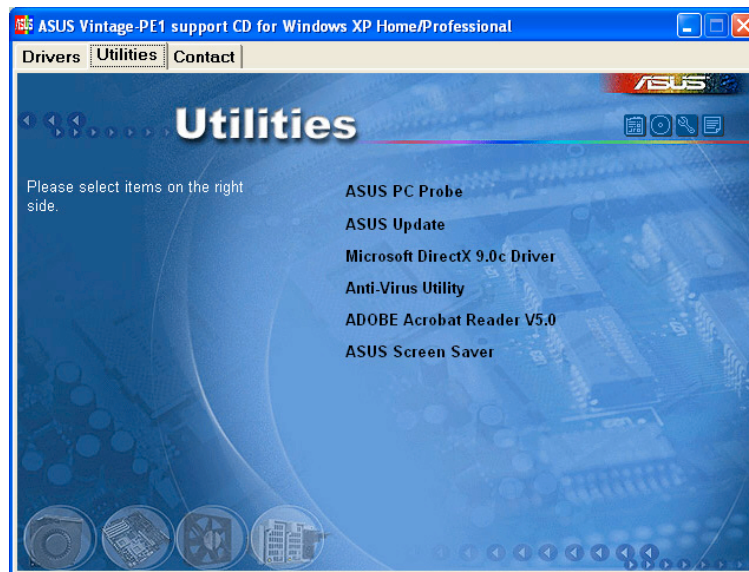 ASUS Vintage-PE1 support CD for Windows XP Home/Professional
Drivers Utilities Contact
ASUS
Utilities
Please select items on the right
side.
ASUS PC Probe
ASUS Update
Microsoft DirectX 9.0c Driver
Anti-Virus Utility
ADOBE Acrobat Reader V5.0
ASUS Screen Saver